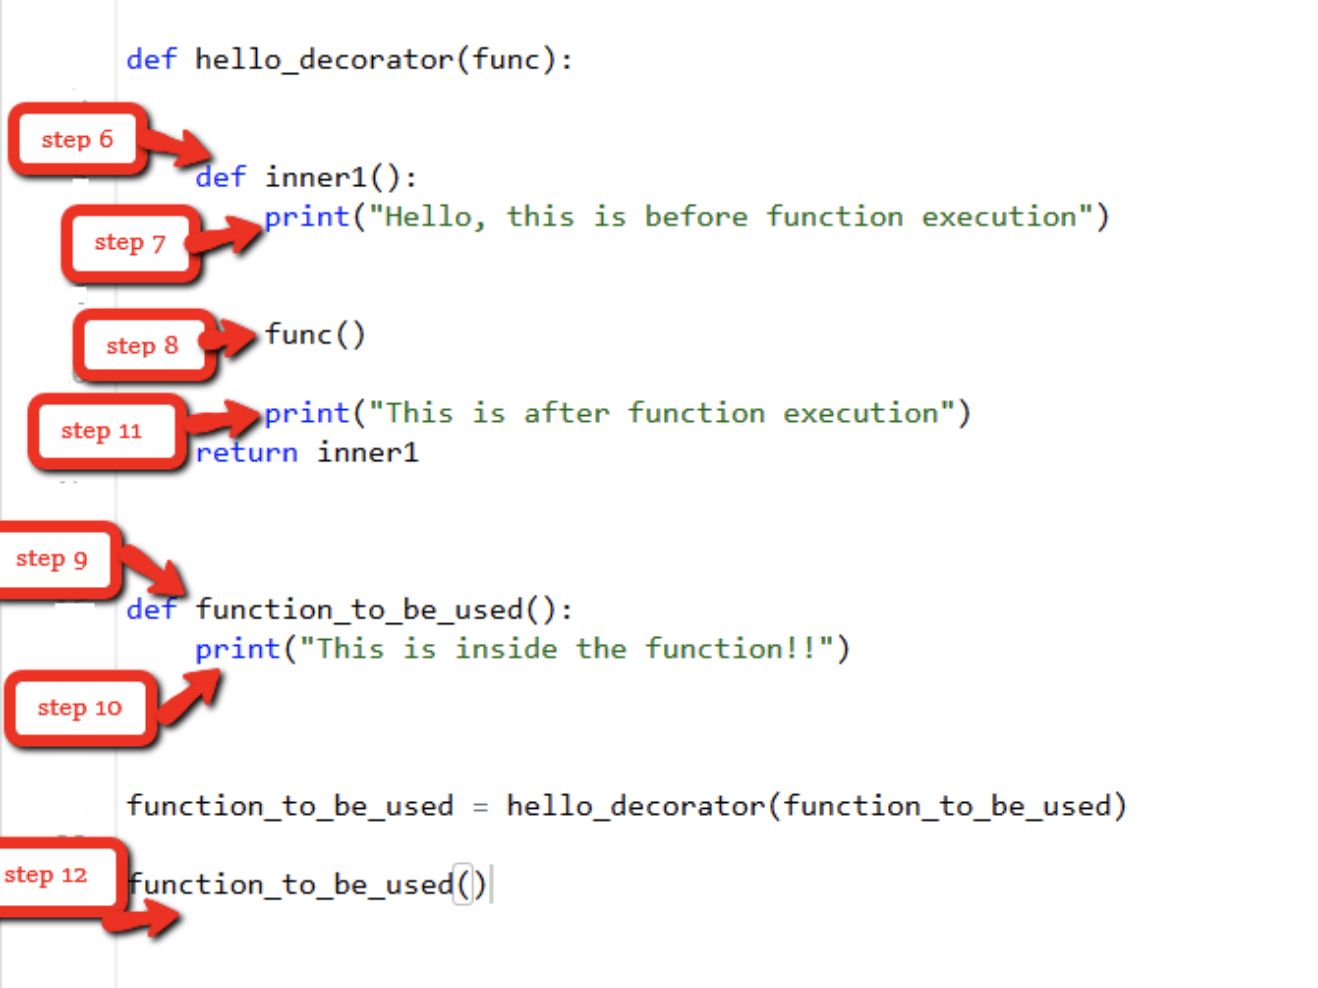 def hello_decorator(func):
step 6
def inner1():
print("Hello, this is before function execution")
step 7
func()
step 8
print("This is after function execution")
step 11
return inner1
step 9
def function_to_be_used():
print("This is inside the function!!")
step 10
function_to_be_used = hello_decorator(function_to_be_used)
step 12
function_to_be_used()